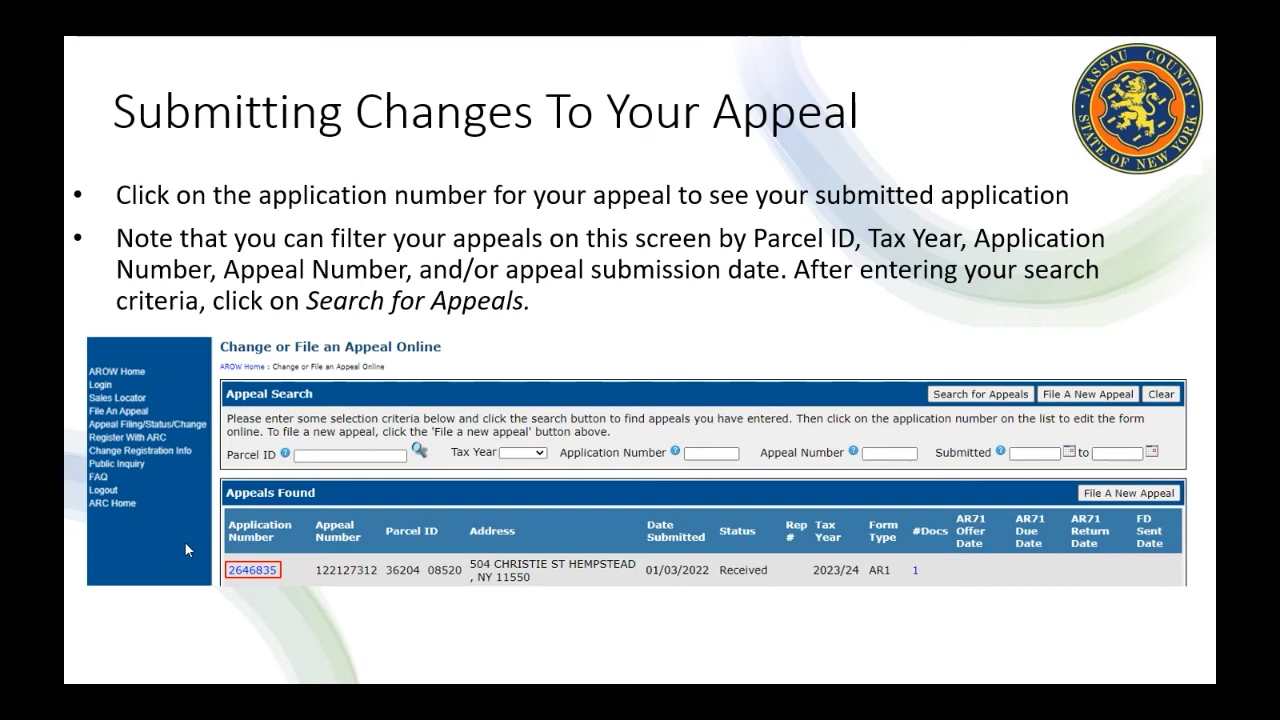 NASSAU COUNTY
STATE OF NEW YORK
Submitting Changes To Your Appeal
• Click on the application number for your appeal to see your submitted application
• Note that you can filter your appeals on this screen by Parcel ID, Tax Year, Application
Number, Appeal Number, and/or appeal submission date. After entering your search
criteria, click on Search for Appeals.
AROW Home
Login
Sales Locator
File An Appeal
Appeal Filing/Status/Change
Register With ARC
Change Registration Info
Public Inquiry
FAQ
Logout
ARC Home
Change or File an Appeal Online
AROW Home : Change or File an Appeal Online
Appeal Search Search for Appeals File A New Appeal Clear
Please enter some selection criteria below and click the search button to find appeals you have entered. Then click on the application number on the list to edit the form
online. To file a new appeal, click the 'File a new appeal' button above.
Parcel ID ? Tax Year Application Number ? Appeal Number ? Submitted ? to
Appeals Found File A New Appeal
Application Number Appeal Number Parcel ID Address Date Submitted Status Rep # Tax Year Form Type #Docs AR71 Offer Date AR71 Due Date AR71 Return Date FD Sent Date
2646835 122127312 36204 08520 504 CHRISTIE ST HEMPSTEAD 01/03/2022 Received 2023/24 AR1 1
, NY 11550